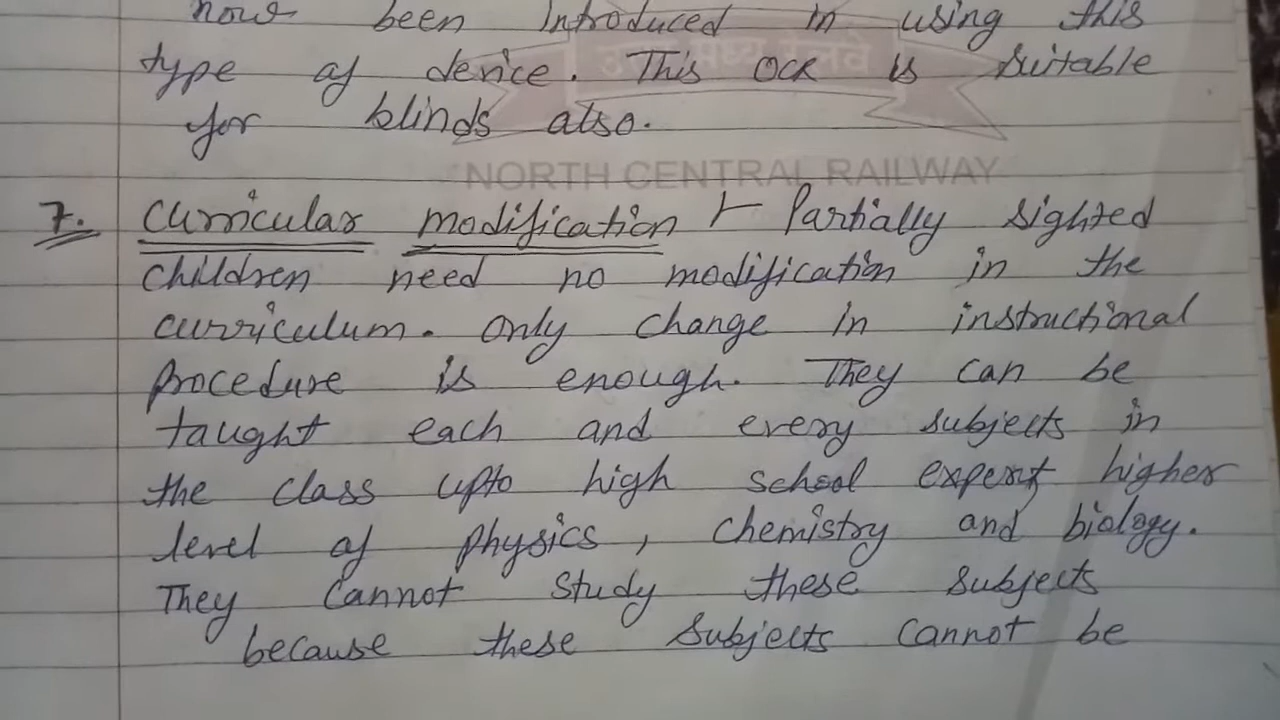 now been Introduced in using this
type of device. This OCR is suitable
for blinds also.
NORTH CENTRAL RAILWAY
7. Curricular modification :- Partially sighted
children need no modification in the
curriculum. Only change in instructional
procedure is enough. They can be
taught each and every subjects in
the class upto high school expert higher
level of physics, chemistry and biology.
They cannot study these subjects
because these subjects cannot be